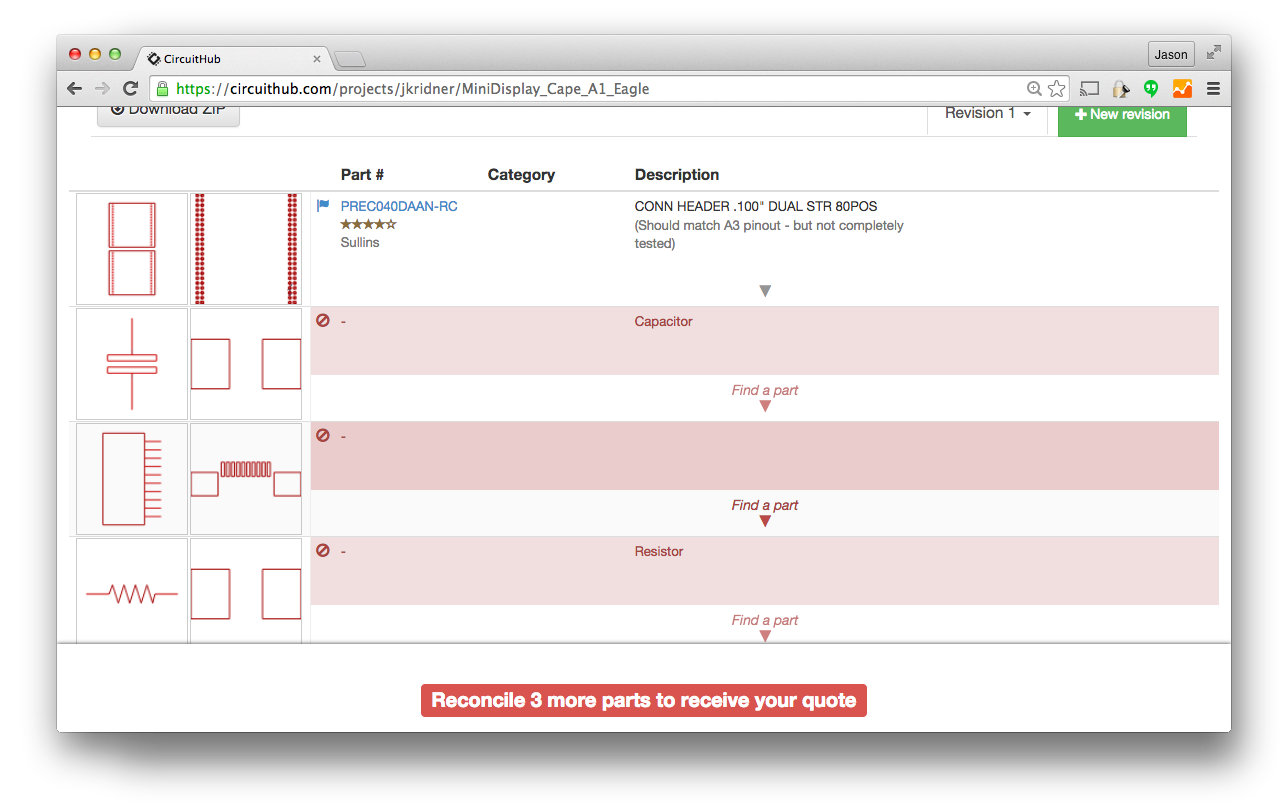 CircuitHub
Jason
https://circuithub.com/projects/jkridner/MiniDisplay_Cape_A1_Eagle
Download ZIP
Revision 1
New revision
Part # Category Description
PREC040DAAN-RC CONN HEADER .100" DUAL STR 80POS
(Should match A3 pinout - but not completely
Sullins tested)
- Capacitor
Find a part
-
Find a part
- Resistor
Find a part
Reconcile 3 more parts to receive your quote